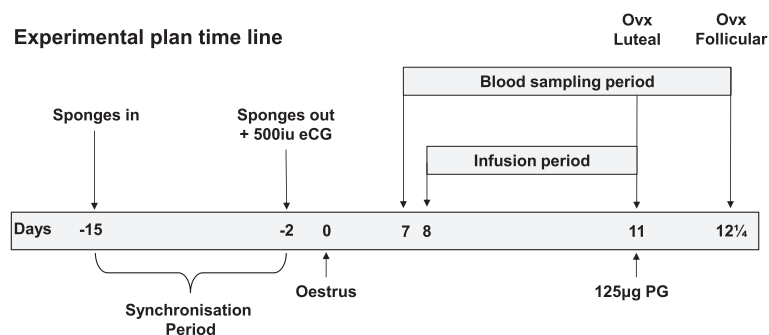 Experimental plan time line
Ovx
Luteal
Ovx
Follicular
Blood sampling period
Sponges in
Sponges out
+ 500iu eCG
Infusion period
Days -15 -2 0 7 8 11 12¼
Oestrus
125µg PG
Synchronisation
Period